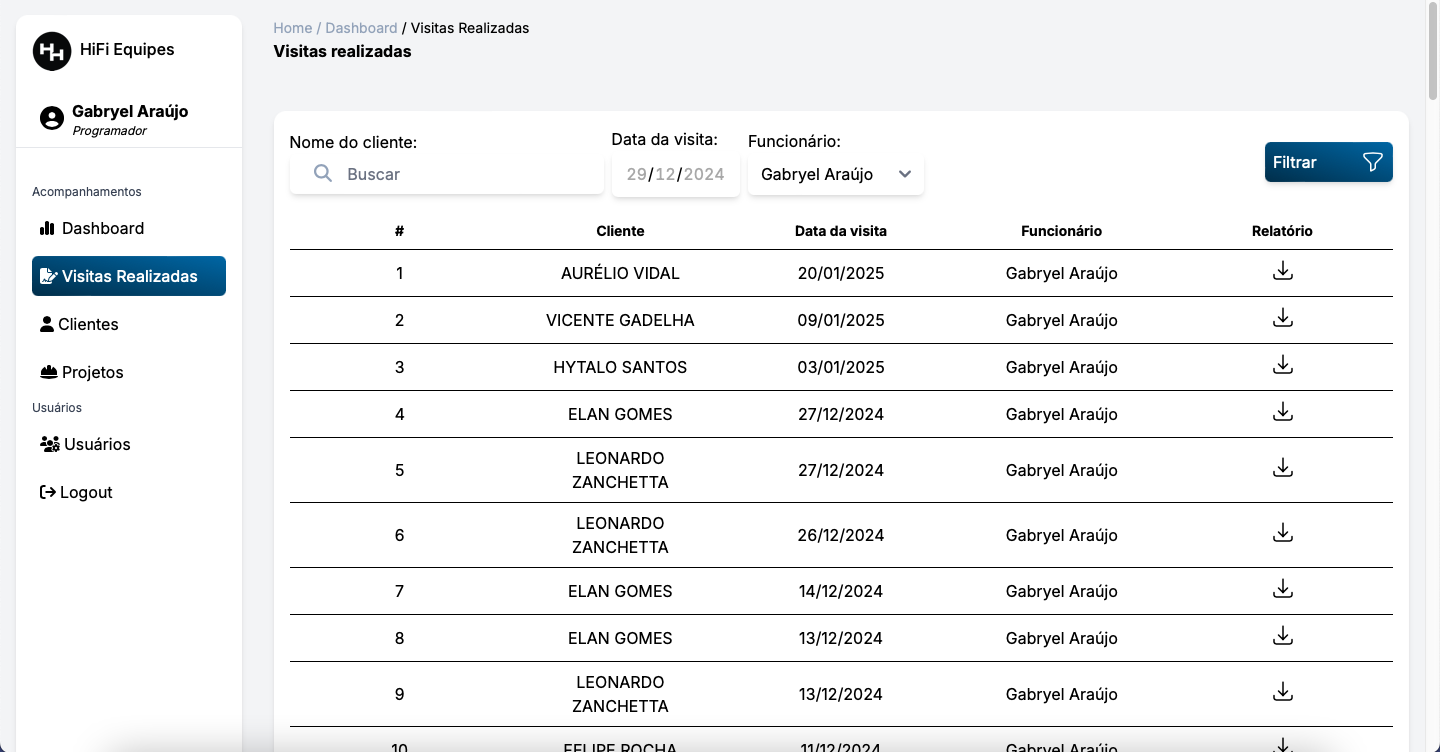 HiFi Equipes
Gabryel Araújo
Programador
Acompanhamentos
Dashboard
Visitas Realizadas
Clientes
Projetos
Usuários
Usuários
Logout
Home / Dashboard / Visitas Realizadas
Visitas realizadas
Nome do cliente:
Buscar
Data da visita:
29/12/2024
Funcionário:
Gabryel Araújo
Filtrar
# Cliente Data da visita Funcionário Relatório
1 AURÉLIO VIDAL 20/01/2025 Gabryel Araújo
2 VICENTE GADELHA 09/01/2025 Gabryel Araújo
3 HYTALO SANTOS 03/01/2025 Gabryel Araújo
4 ELAN GOMES 27/12/2024 Gabryel Araújo
5 LEONARDO
ZANCHETTA 27/12/2024 Gabryel Araújo
6 LEONARDO
ZANCHETTA 26/12/2024 Gabryel Araújo
7 ELAN GOMES 14/12/2024 Gabryel Araújo
8 ELAN GOMES 13/12/2024 Gabryel Araújo
9 LEONARDO
ZANCHETTA 13/12/2024 Gabryel Araújo
10 FELIPE ROCHA 11/12/2024 Gabryel Araújo